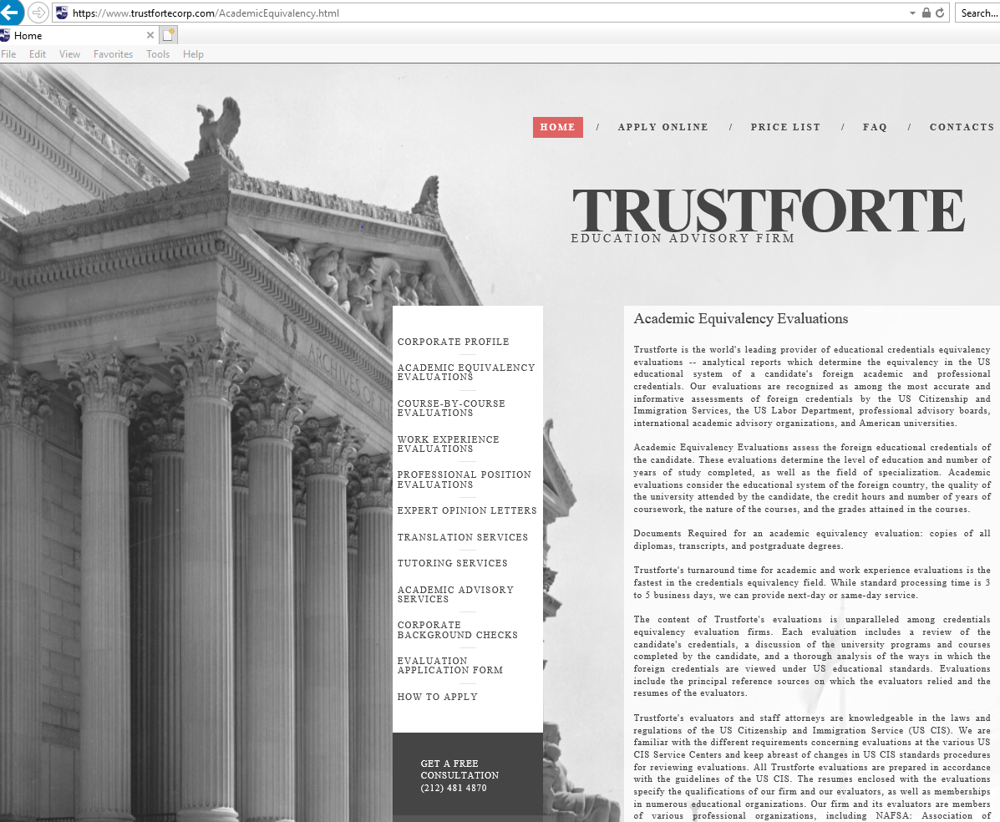 https://www.trustfortecorp.com/AcademicEquivalency.html
Search...
Home
File Edit View Favorites Tools Help
HOME / APPLY ONLINE / PRICE LIST / FAQ / CONTACTS
TRUSTFORTE
EDUCATION ADVISORY FIRM
CORPORATE PROFILE
ACADEMIC EQUIVALENCY
EVALUATIONS
COURSE-BY-COURSE
EVALUATIONS
WORK EXPERIENCE
EVALUATIONS
PROFESSIONAL POSITION
EVALUATIONS
EXPERT OPINION LETTERS
TRANSLATION SERVICES
TUTORING SERVICES
ACADEMIC ADVISORY
SERVICES
CORPORATE
BACKGROUND CHECKS
EVALUATION
APPLICATION FORM
HOW TO APPLY
GET A FREE
CONSULTATION
(212) 481 4870
Academic Equivalency Evaluations
Trustforte is the world's leading provider of educational credentials equivalency
evaluations -- analytical reports which determine the equivalency in the US
educational system of a candidate's foreign academic and professional
credentials. Our evaluations are recognized as among the most accurate and
informative assessments of foreign credentials by the US Citizenship and
Immigration Services, the US Labor Department, professional advisory boards,
international academic advisory organizations, and American universities.
Academic Equivalency Evaluations assess the foreign educational credentials of
the candidate. These evaluations determine the level of education and number of
years of study completed, as well as the field of specialization. Academic
evaluations consider the educational system of the foreign country, the quality of
the university attended by the candidate, the credit hours and number of years of
coursework, the nature of the courses, and the grades attained in the courses.
Documents Required for an academic equivalency evaluation: copies of all
diplomas, transcripts, and postgraduate degrees.
Trustforte's turnaround time for academic and work experience evaluations is the
fastest in the credentials equivalency field. While standard processing time is 3
to 5 business days, we can provide next-day or same-day service.
The content of Trustforte's evaluations is unparalleled among credentials
equivalency evaluation firms. Each evaluation includes a review of the
candidate's credentials, a discussion of the university programs and courses
completed by the candidate, and a thorough analysis of the ways in which the
foreign credentials are viewed under US educational standards. Evaluations
include the principal reference sources on which the evaluators relied and the
resumes of the evaluators.
Trustforte's evaluators and staff attorneys are knowledgeable in the laws and
regulations of the US Citizenship and Immigration Service (US CIS). We are
familiar with the different requirements concerning evaluations at the various US
CIS Service Centers and keep abreast of changes in US CIS standards procedures
for reviewing evaluations. All Trustforte evaluations are prepared in accordance
with the guidelines of the US CIS. The resumes enclosed with the evaluations
specify the qualifications of our firm and our evaluators, as well as memberships
in numerous educational organizations. Our firm and its evaluators are members
of various professional organizations, including NAFSA: Association of